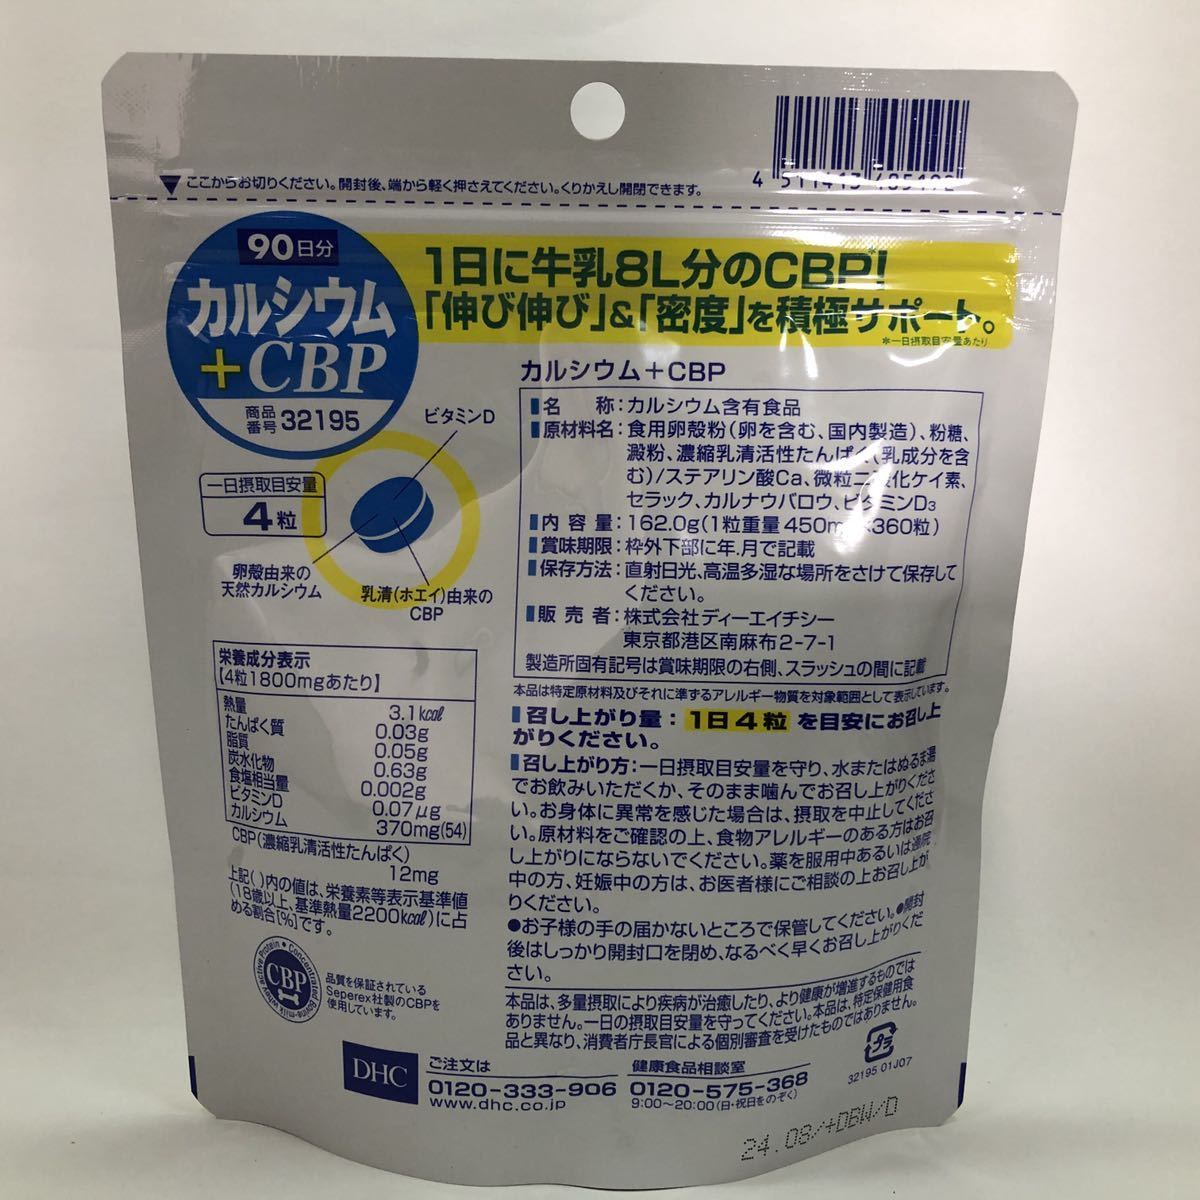 ここからお切りください。開封後、端から軽く押さえてください。くりかえし開閉できます。
90日分
カルシウム
+CBP
商品番号 32195
1日に牛乳8L分のCBP*!
「伸び伸び」&「密度」を積極サポート。
*一日摂取目安量あたり
一日摂取目安量
4粒
ビタミンD
卵殻由来の
天然カルシウム
乳清(ホエイ)由来の
CBP
カルシウム+CBP
名 称:カルシウム含有食品
原材料名:食用卵殻粉(卵を含む、国内製造)、粉糖、
澱粉、濃縮乳清活性たんぱく(乳成分を含
む)/ステアリン酸Ca、微粒二酸化ケイ素、
セラック、カルナウバロウ、ビタミンD3
内 容 量:162.0g(1粒重量450mg×360粒)
賞味期限:枠外下部に年.月で記載
保存方法:直射日光、高温多湿な場所をさけて保存して
ください。
販 売 者:株式会社ディーエイチシー
東京都港区南麻布2-7-1
製造所固有記号は賞味期限の右側、スラッシュの間に記載
本品は特定原材料及びそれに準ずるアレルギー物質を対象範囲として表示しています。
栄養成分表示
【4粒1800mgあたり】
熱量 3.1kcal
たんぱく質 0.03g
脂質 0.05g
炭水化物 0.63g
食塩相当量 0.002g
ビタミンD 0.07μg
カルシウム 370mg(54)
CBP(濃縮乳清活性たんぱく)
12mg
上記( )内の値は、栄養素等表示基準値
(18歳以上、基準熱量2200kcal)に占
める割合[%]です。
召し上がり量:1日4粒を目安にお召し上
がりください。
召し上がり方:一日摂取目安量を守り、水またはぬるま湯
でお飲みいただくか、そのまま噛んでお召し上がりくださ
い。お身体に異常を感じた場合は、摂取を中止してくださ
い。原材料をご確認の上、食物アレルギーのある方はお召
し上がりにならないでください。薬を服用中あるいは通院
中の方、妊娠中の方は、お医者様にご相談の上お召し上が
りください。
●お子様の手の届かないところで保管してください。●開封
後はしっかり開封口を閉め、なるべく早くお召し上がりくだ
さい。
本品は、多量摂取により疾病が治癒したり、より健康が増進するものでは
ありません。一日の摂取目安量を守ってください。本品は、特定保健用食
品と異なり、消費者庁長官による個別審査を受けたものではありません。
CBP
品質を保証されている
Seperex社製のCBPを
使用しています。
DHC
ご注文は
0120-333-906
www.dhc.co.jp
健康食品相談室
0120-575-368
9:00~20:00(日・祝日をのぞく)
プラ
32195 01J07
24.08/+DBW/D